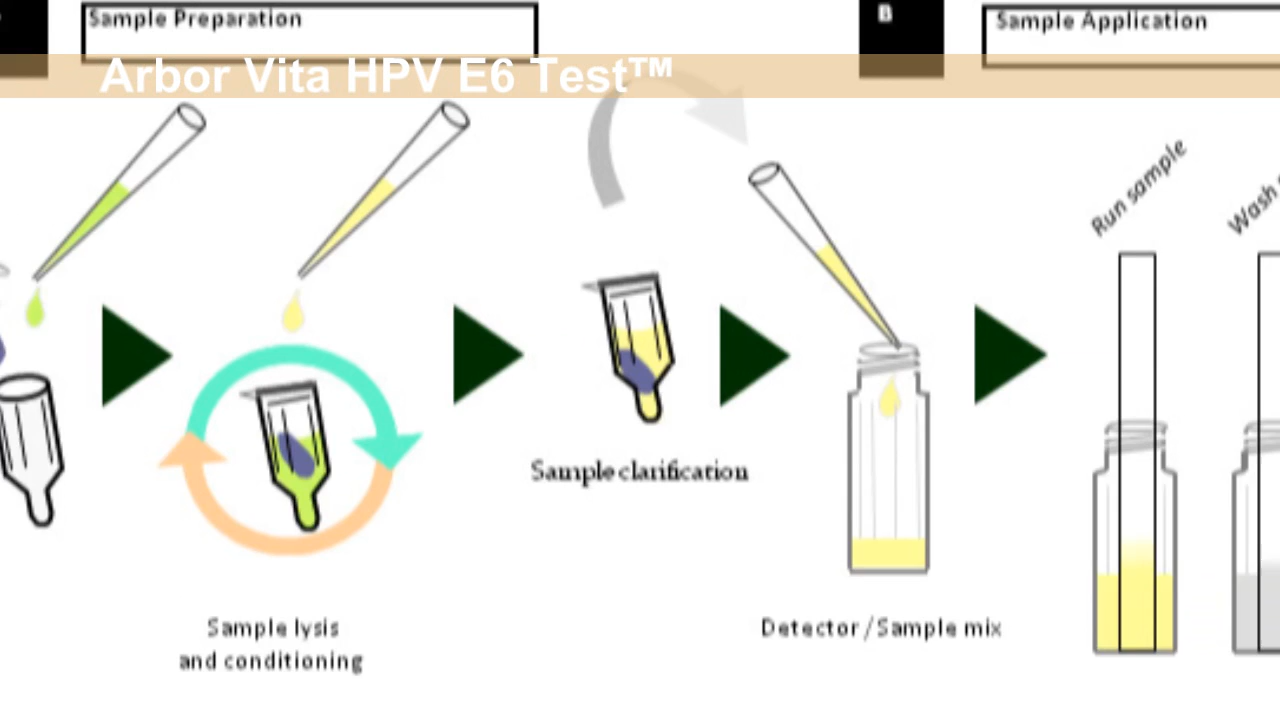 Sample Preparation
B
Sample Application
Arbor Vita HPV E6 Test™
Run sample
Wash
Sample clarification
Sample lysis
and conditioning
Detector / Sample mix